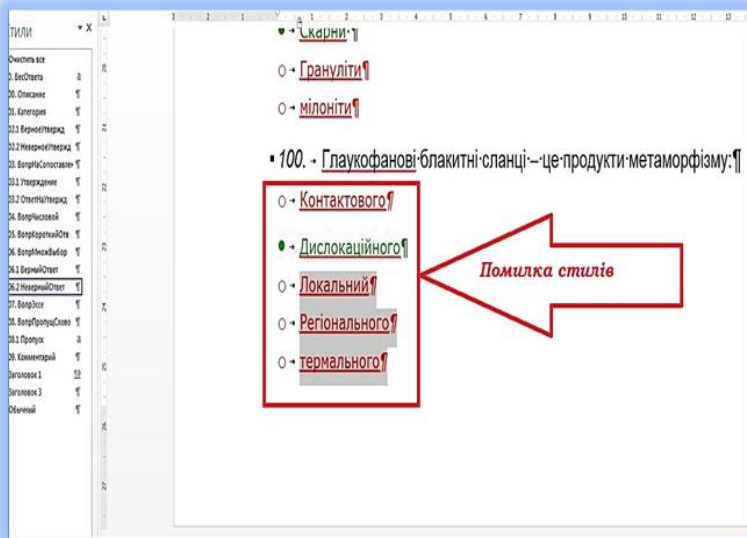 ТИЛИ
Очистить все
0. ВесОтвета
00. Описание
01. Категория
02.1 ВерноеУтвержд
02.2 НеверноеУтвержд
03. ВопрНаСопоставлен
03.1 Утверждение
03.2 ОтветНаУтвержд
04. ВопрЧисловой
05. ВопрКороткийОтв
06. ВопрМножВыбор
06.1 ВерныйОтвет
06.2 НеверныйОтвет
07. ВопрЭссе
08. ВопрПропущСлово
08.1 Пропуск
09. Комментарий
Заголовок 1
Заголовок 3
Обычный
Скарни
Грануліти
мілоніти
100. Глаукофанові блакитні сланці – це продукти метаморфізму:
Контактового
Дислокаційного
Локальний
Регіонального
термального
Помилка стилів